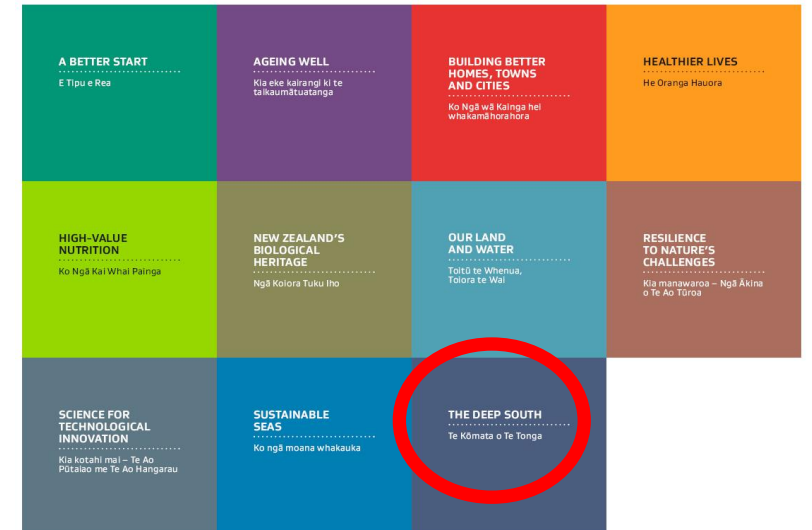 A BETTER START
E Tipu e Rea
AGEING WELL
Kia eke kairangi ki te
taikaumātuatanga
BUILDING BETTER
HOMES, TOWNS
AND CITIES
Ko Ngā wā Kainga hei
whakamāhorahora
HEALTHIER LIVES
He Oranga Hauora
HIGH-VALUE
NUTRITION
Ko Ngā Kai Whai Painga
NEW ZEALAND'S
BIOLOGICAL
HERITAGE
Ngā Koiora Tuku Iho
OUR LAND
AND WATER
Toitū te Whenua,
Toiora te Wai
RESILIENCE
TO NATURE'S
CHALLENGES
Kia manawaroa – Ngā Ākina
o Te Ao Tūroa
SCIENCE FOR
TECHNOLOGICAL
INNOVATION
Kia kotahi mai – Te Ao
Pūtaiao me Te Ao Hangarau
SUSTAINABLE
SEAS
Ko ngā moana whakauka
THE DEEP SOUTH
Te Kōmata o Te Tonga